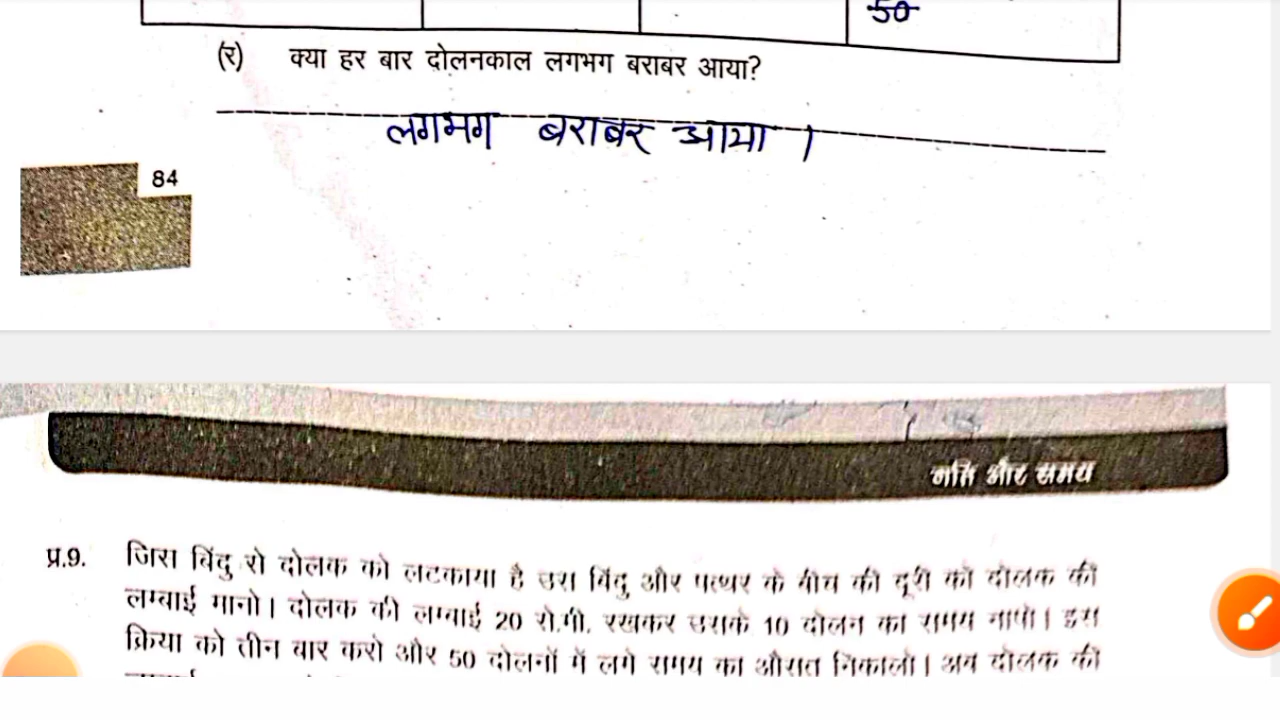 50
(र) क्या हर बार दोलनकाल लगभग बराबर आया?
लगभग बराबर आया ।
84
गति और समय
प्र.9. जिस बिंदु से दोलक को लटकाया है उस बिंदु और पत्थर के बीच की दूरी को दोलक की
लम्बाई मानो। दोलक की लम्बाई 20 से.मी. रखकर उसके 10 दोलन का समय नापो। इस
क्रिया को तीन बार करो और 50 दोलनों में लगे समय का औसत निकालो। अब दोलक की